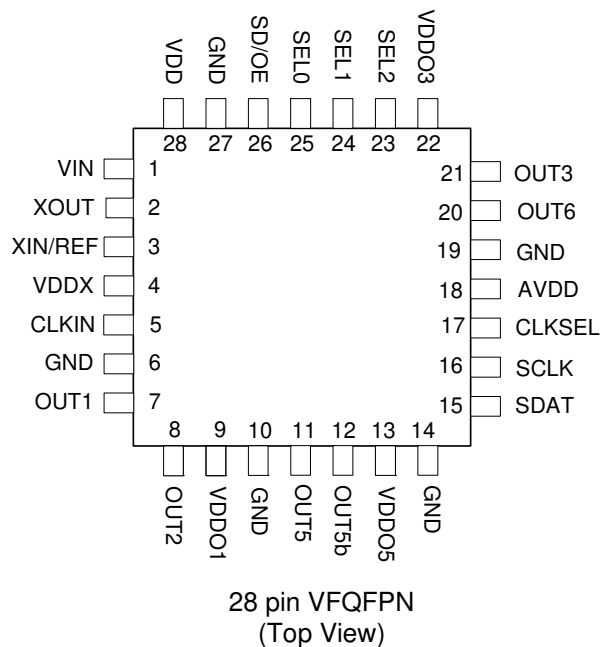 VDD
GND
SD/OE
SEL0
SEL1
SEL2
VDDO3
28 27 26 25 24 23 22
VIN 1
XOUT 2
XIN/REF 3
VDDX 4
CLKIN 5
GND 6
OUT1 7
21 OUT3
20 OUT6
19 GND
18 AVDD
17 CLKSEL
16 SCLK
15 SDAT
8 9 10 11 12 13 14
OUT2
VDDO1
GND
OUT5
OUT5b
VDDO5
GND
28 pin VFQFPN
(Top View)